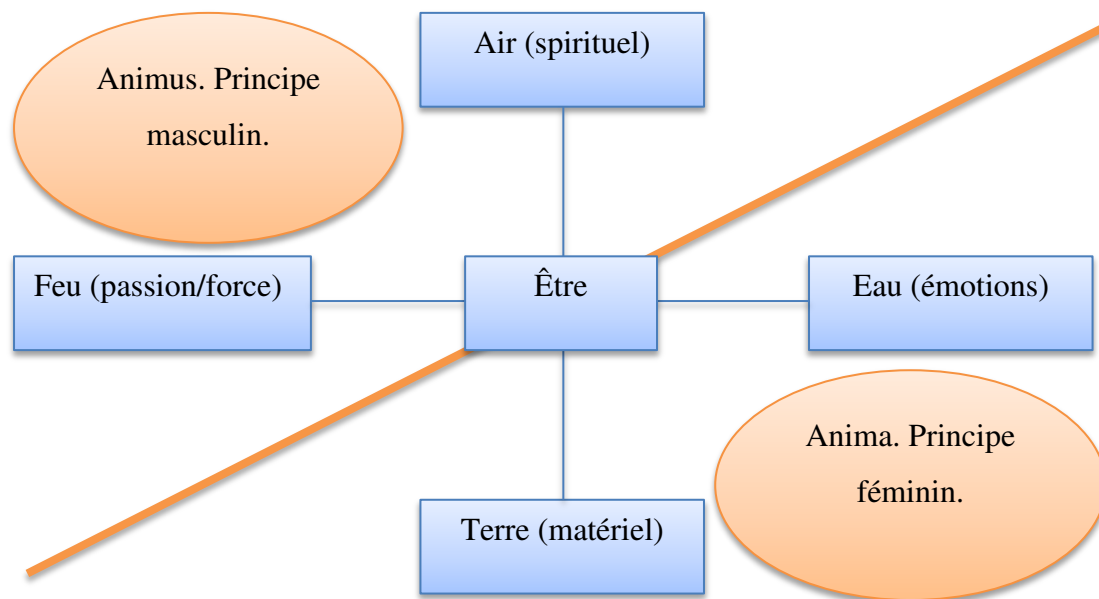 Air (spirituel)
Animus. Principe
masculin.
Feu (passion/force)
Être
Eau (émotions)
Anima. Principe
féminin.
Terre (matériel)